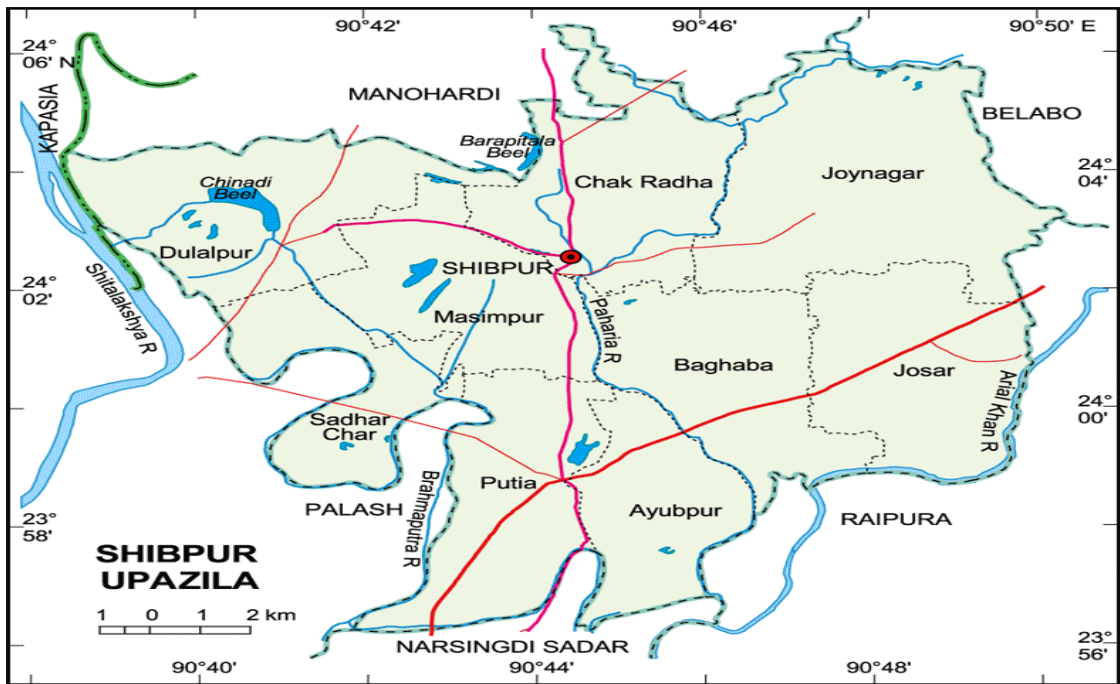 90°42'
90°46'
90°50' E
24°
06' N
MANOHARDI
KAPASIA
BELABO
Barapitala
Beel
24°
04'
Chinadi
Beel
Chak Radha
Joynagar
Dulalpur
SHIBPUR
24°
02'
Shitalakshya R
Masimpur
Paharia R
Baghaba
Josar
Arial Khan R
24°
00'
Sadhar
Char
Putia
Brahmaputra R
PALASH
Ayubpur
RAIPURA
23°
58'
SHIBPUR
UPAZILA
1 0 1 2 km
NARSINGDI SADAR
23°
56'
90°40'
90°44'
90°48'